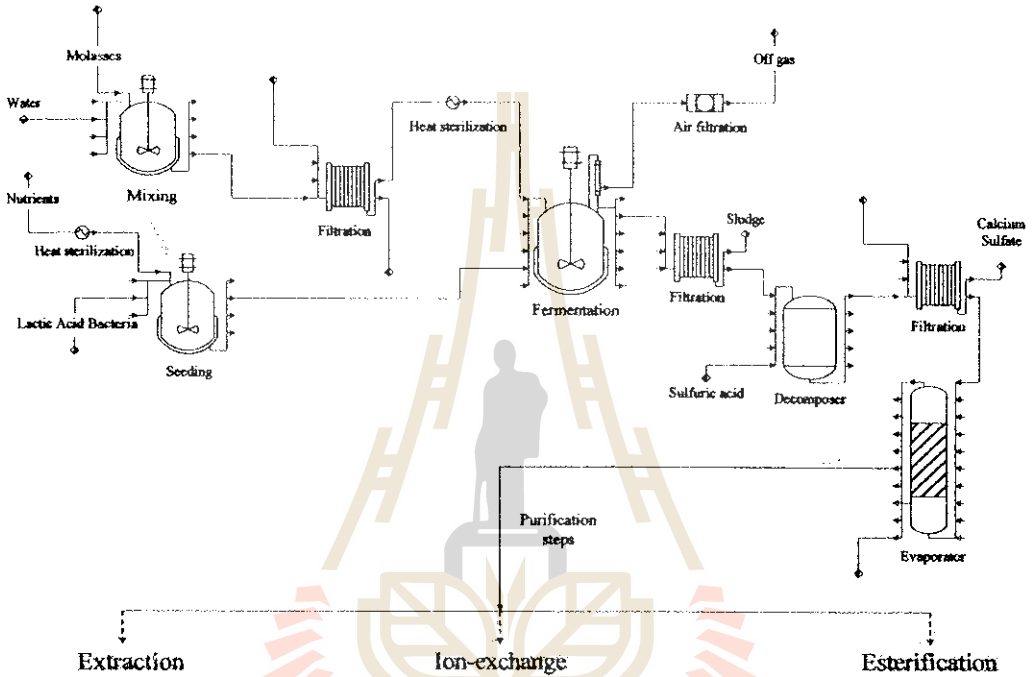 Molasses
Off gas
Water
Heat sterilization
Air filtration
Mixing
Nutrients
Filtration
Sludge
Calcium
Sulfate
Heat sterilization
Filtration
Fermentation
Filtration
Lactic Acid Bacteria
Seeding
Sulfuric acid
Decomposer
Purification
steps
Evaporator
Extraction
Ion-exchange
Esterification